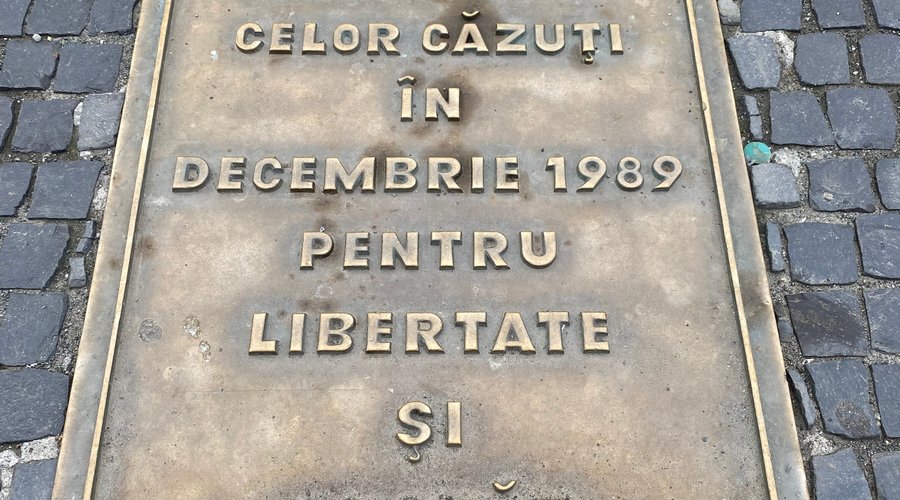 CELOR CĂZUȚI
ÎN
DECEMBRIE 1989
PENTRU
LIBERTATE
ȘI